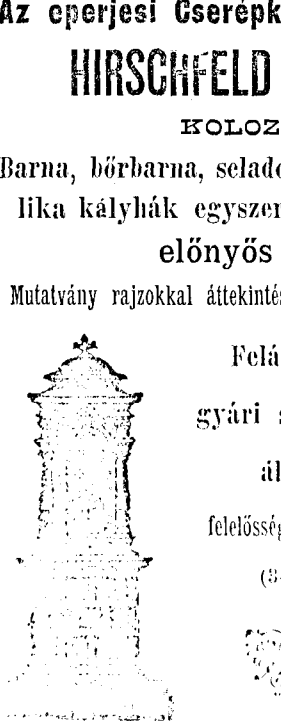 Az eperjesi Cserépk
HIRSCHFELD
KOLOZ
Barna, bőrbarna, selad
lika kályhák egyszer
előnyös
Mutatvány rajzokkal áttekinté
Felá
gyári
ál
felelősség
(3-